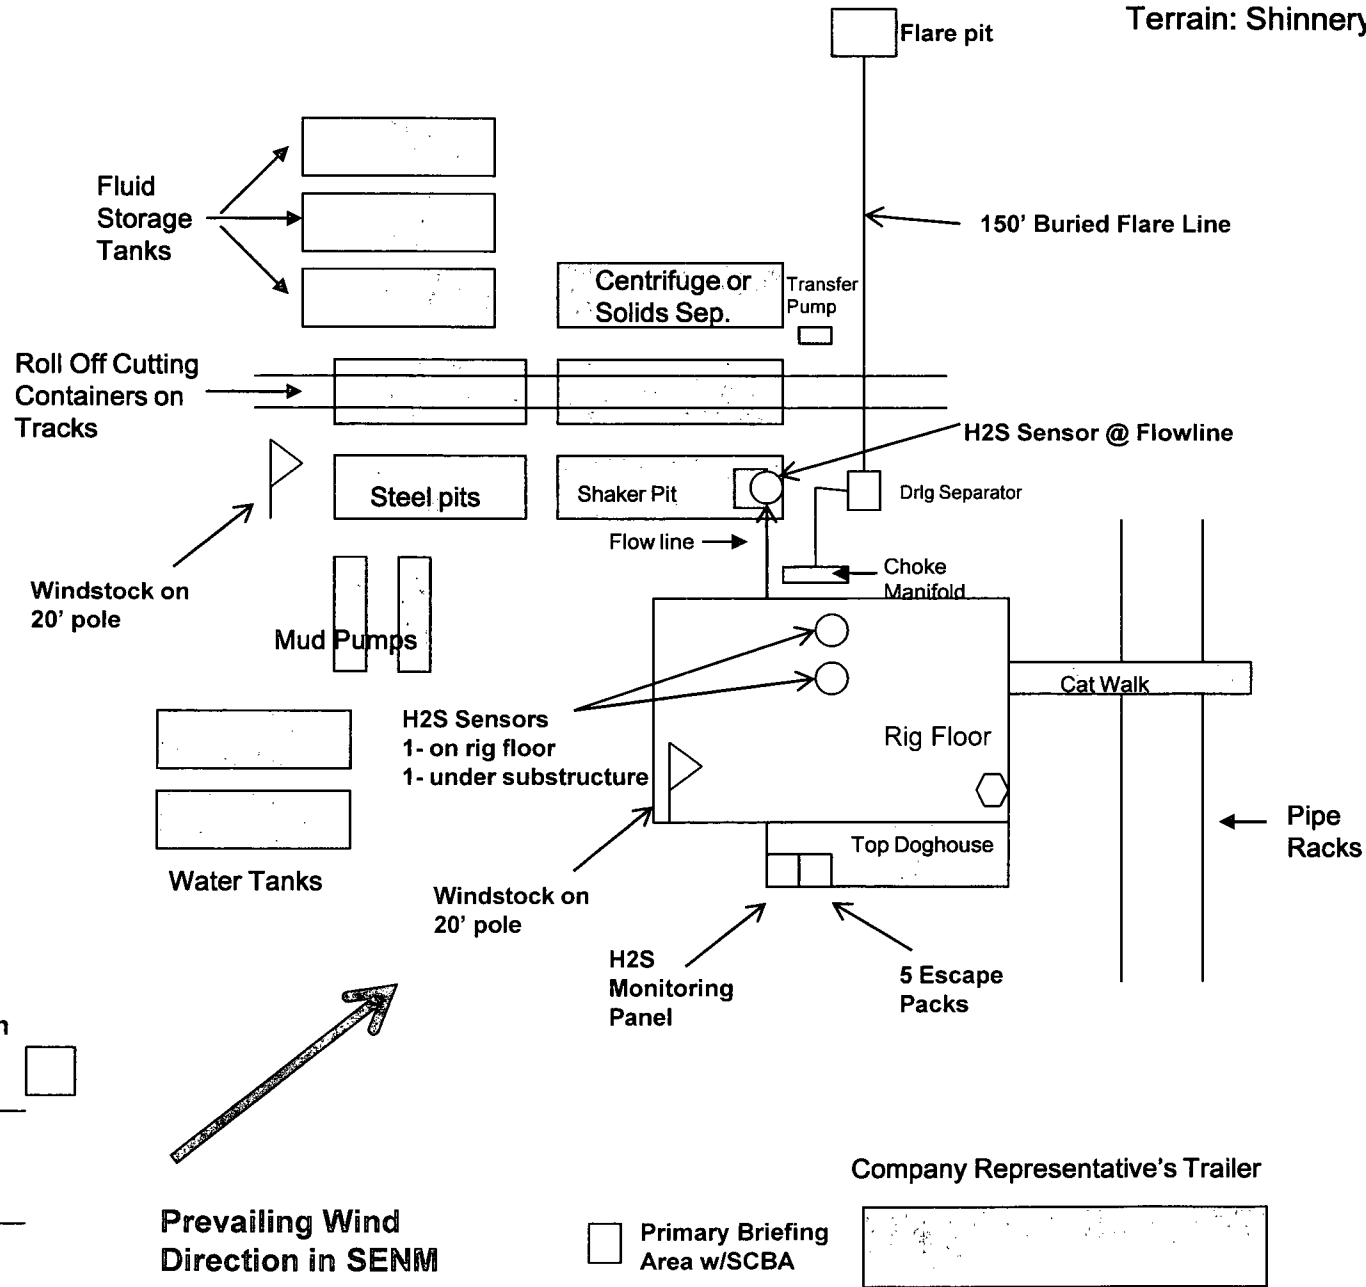 Terrain: Shinnery
Flare pit
Fluid
Storage
Tanks
150' Buried Flare Line
Centrifuge or
Solids Sep.
Transfer
Pump
Roll Off Cutting
Containers on
Tracks
H2S Sensor @ Flowline
Steel pits
Shaker Pit
Drlg Separator
Flow line
Choke
Manifold
Windstock on
20' pole
Mud Pumps
Cat Walk
H2S Sensors
1- on rig floor
1- under substructure
Rig Floor
Pipe
Racks
Top Doghouse
Water Tanks
Windstock on
20' pole
H2S
Monitoring
Panel
5 Escape
Packs
Company Representative's Trailer
Prevailing Wind
Direction in SENM
Primary Briefing
Area w/SCBA